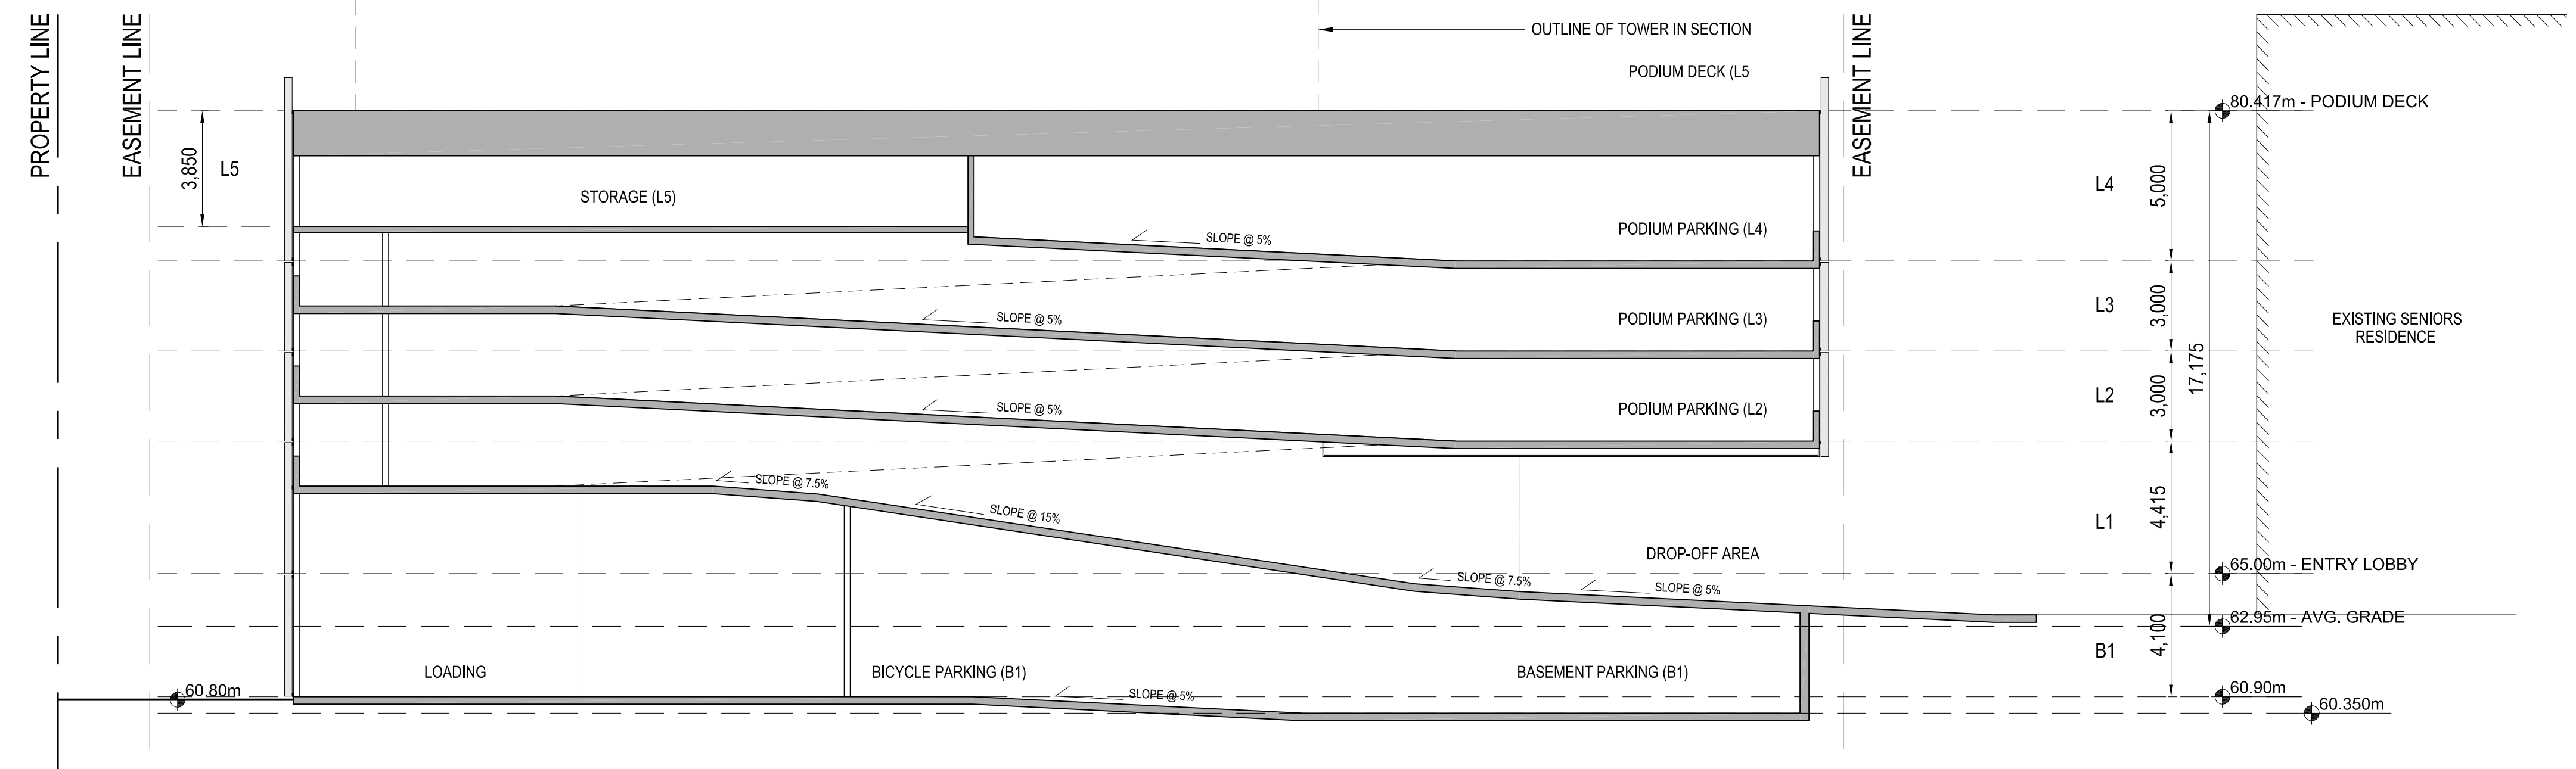 PROPERTY LINE
EASEMENT LINE
OUTLINE OF TOWER IN SECTION
PODIUM DECK (L5
EASEMENT LINE
80.417m - PODIUM DECK
3,850
L5
STORAGE (L5)
L4
5,000
PODIUM PARKING (L4)
SLOPE @ 5%
L3
3,000
PODIUM PARKING (L3)
SLOPE @ 5%
EXISTING SENIORS
RESIDENCE
17,175
L2
3,000
PODIUM PARKING (L2)
SLOPE @ 5%
SLOPE @ 7.5%
SLOPE @ 15%
L1
4,415
DROP-OFF AREA
65.00m - ENTRY LOBBY
SLOPE @ 7.5%
SLOPE @ 5%
62.95m - AVG. GRADE
B1
4,100
LOADING
BICYCLE PARKING (B1)
BASEMENT PARKING (B1)
60.80m
SLOPE @ 5%
60.90m
60.350m